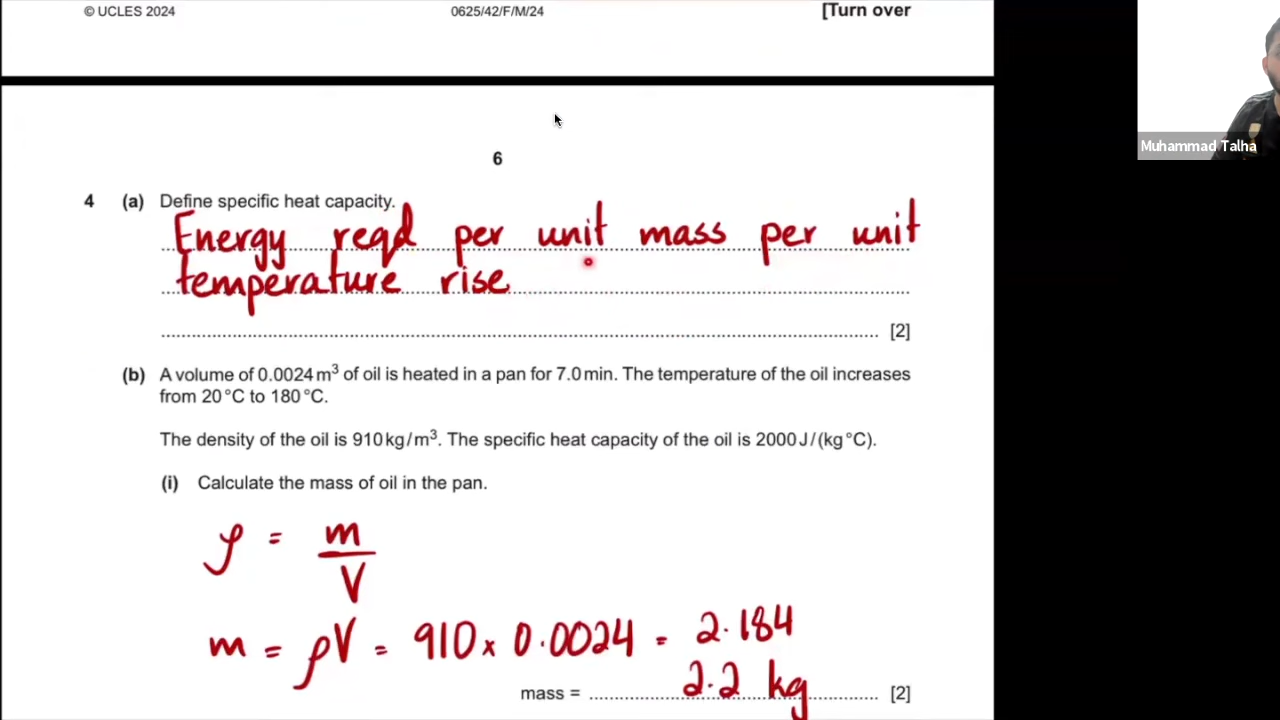 © UCLES 2024 0625/42/F/M/24 [Turn over
6
4 (a) Define specific heat capacity.
Energy reqd per unit mass per unit
temperature rise
[2]
(b) A volume of 0.0024 m³ of oil is heated in a pan for 7.0 min. The temperature of the oil increases
from 20 °C to 180 °C.
The density of the oil is 910 kg/m³. The specific heat capacity of the oil is 2000 J/(kg °C).
(i) Calculate the mass of oil in the pan.
ρ = m
V
m = ρV = 910 x 0.0024 = 2.184
mass = 2.2 kg [2]
Muhammad Talha